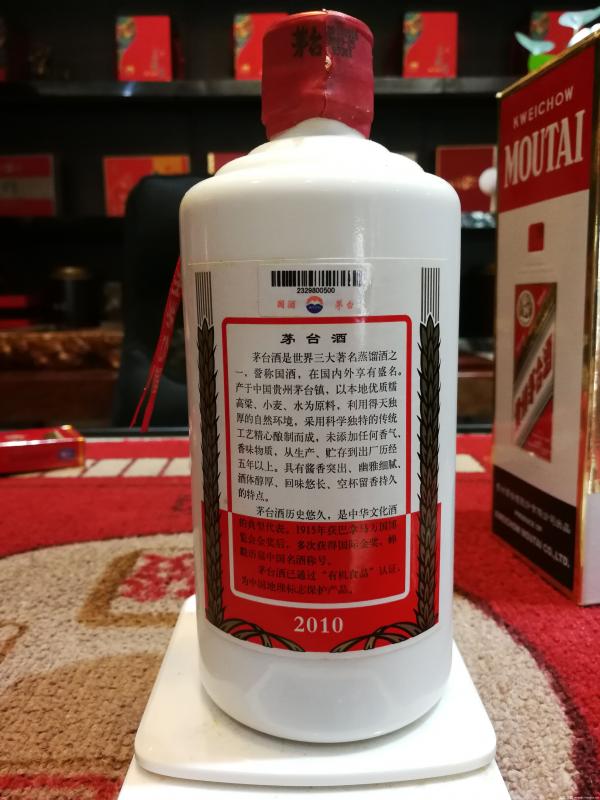 茅台
2329800500
国酒 茅台
茅台酒
茅台酒是世界三大著名蒸馏酒之
一，誉称国酒，在国内外享有盛名。
产于中国贵州茅台镇，以本地优质糯
高粱、小麦、水为原料，利用得天独
厚的自然环境，采用科学独特的传统
工艺精心酿制而成，未添加任何香气、
香味物质，从生产、贮存到出厂历经
五年以上。具有酱香突出、幽雅细腻、
酒体醇厚、回味悠长、空杯留香持久
的特点。
茅台酒历史悠久，是中华文化酒
的典型代表。1915年获巴拿马万国博
览会金奖后，多次获得国际金奖，蝉
联历届中国名酒称号。
茅台酒已通过“有机食品”认证，
为中国地理标志保护产品。
2010
KWEICHOW
MOUTAI